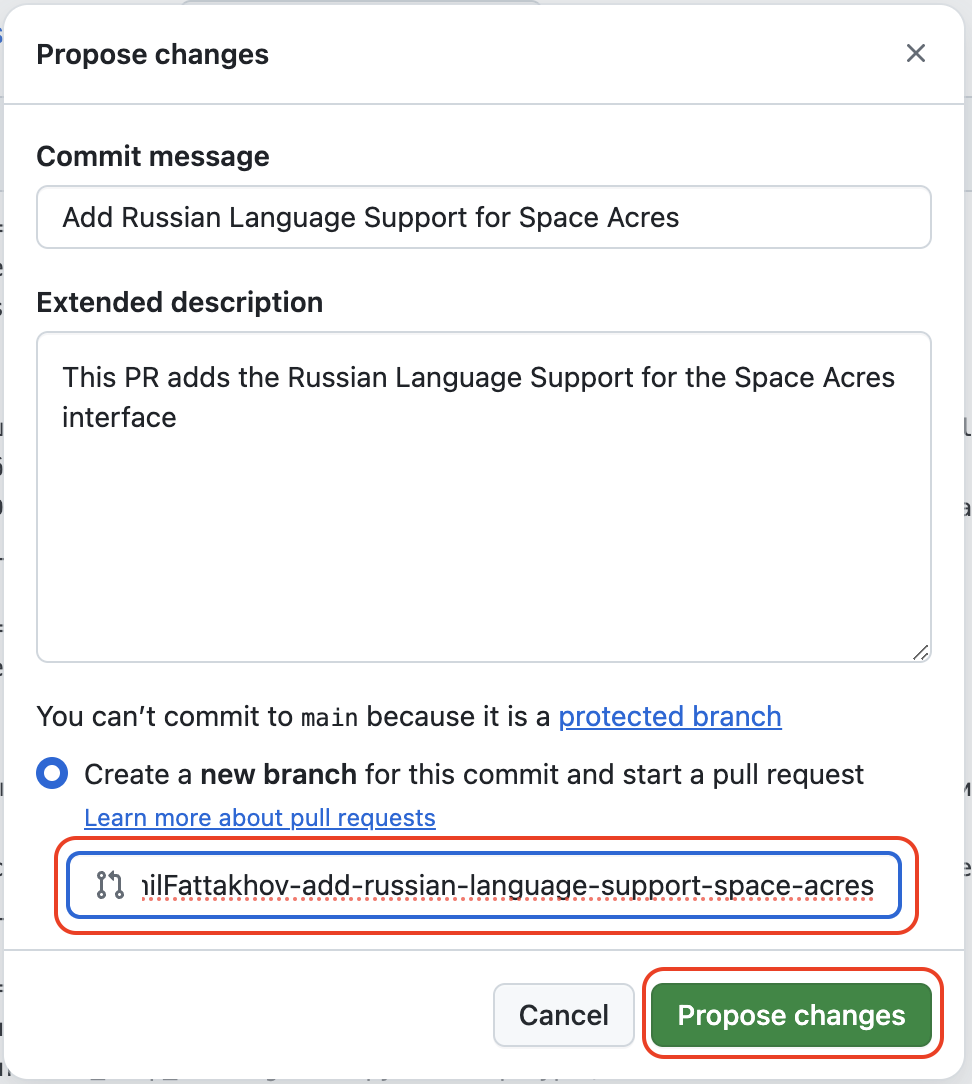 Propose changes
Commit message
Add Russian Language Support for Space Acres
Extended description
This PR adds the Russian Language Support for the Space Acres
interface
You can’t commit to main because it is a protected branch
Create a new branch for this commit and start a pull request
Learn more about pull requests
ilFattakhov-add-russian-language-support-space-acres
Cancel
Propose changes